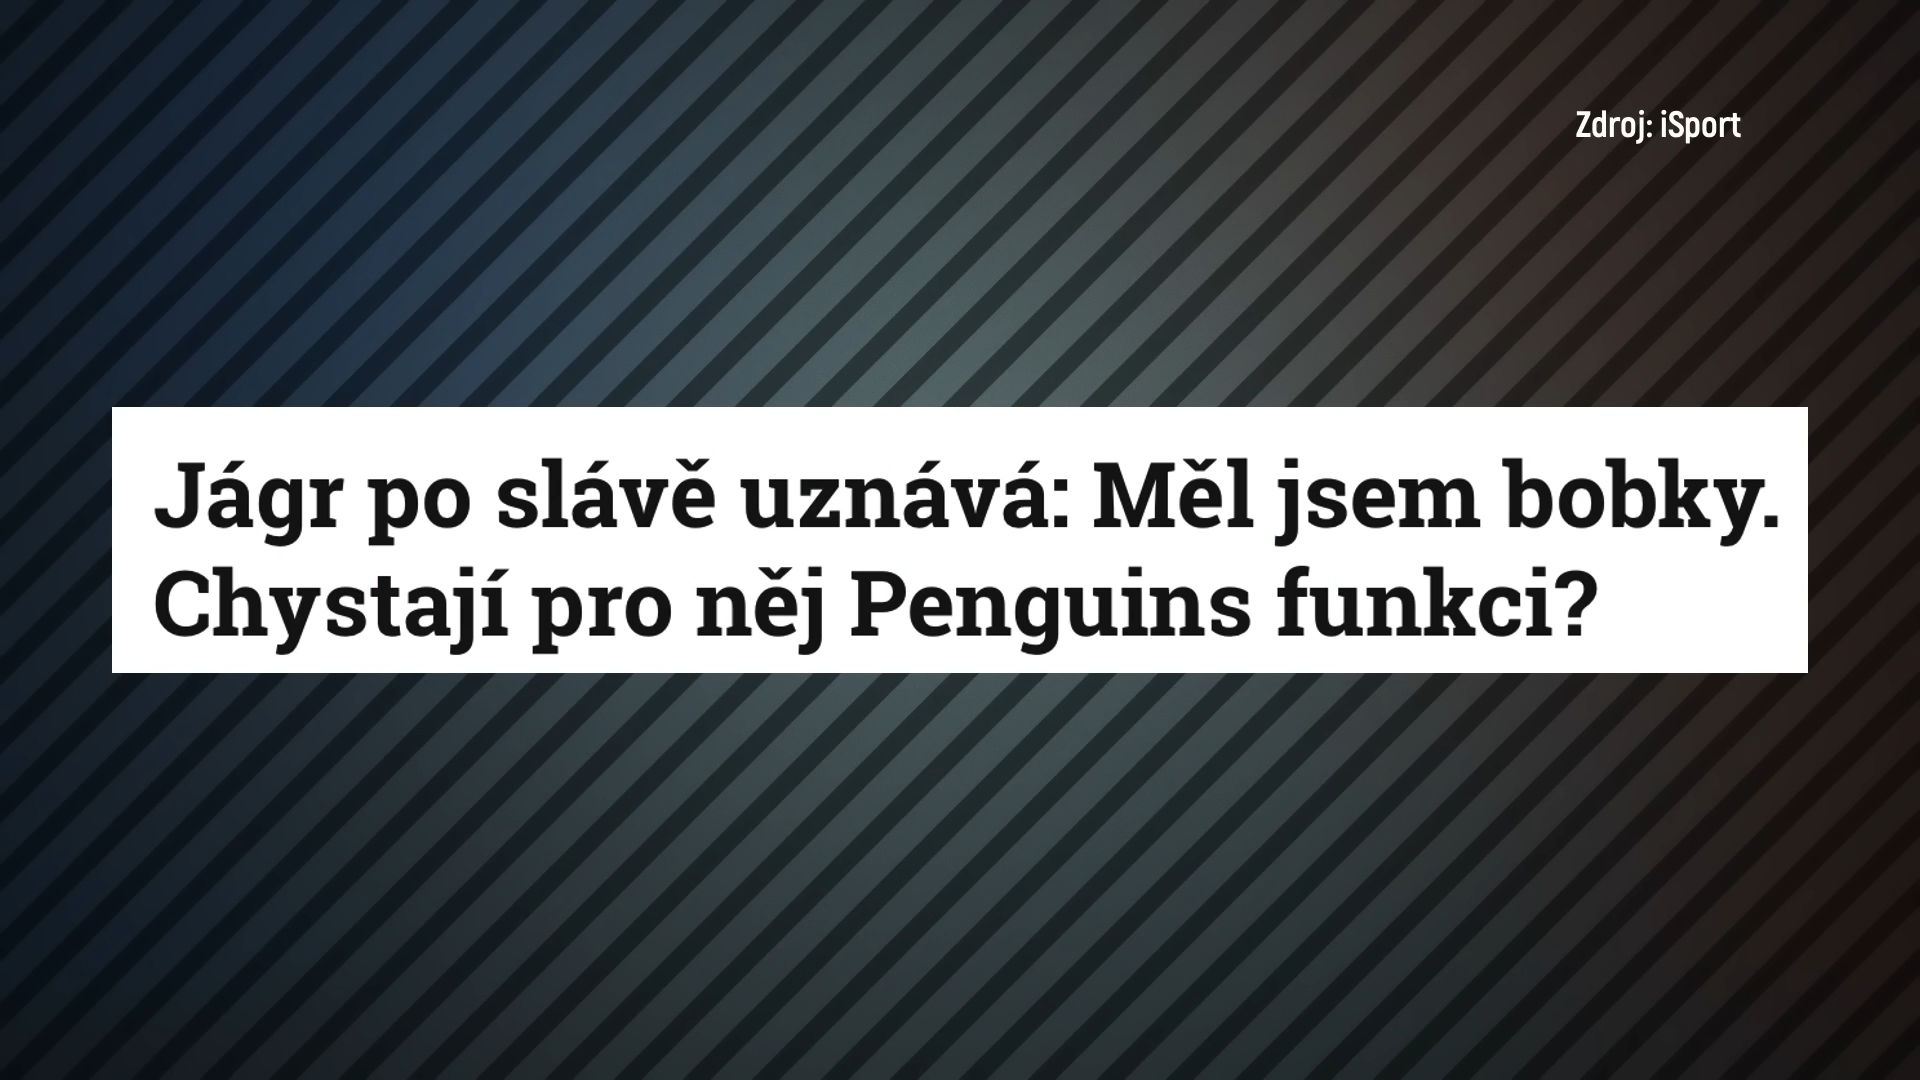 Zdroj: iSport
Jágr po slávě uznává: Měl jsem bobky.
Chystají pro něj Penguins funkci?